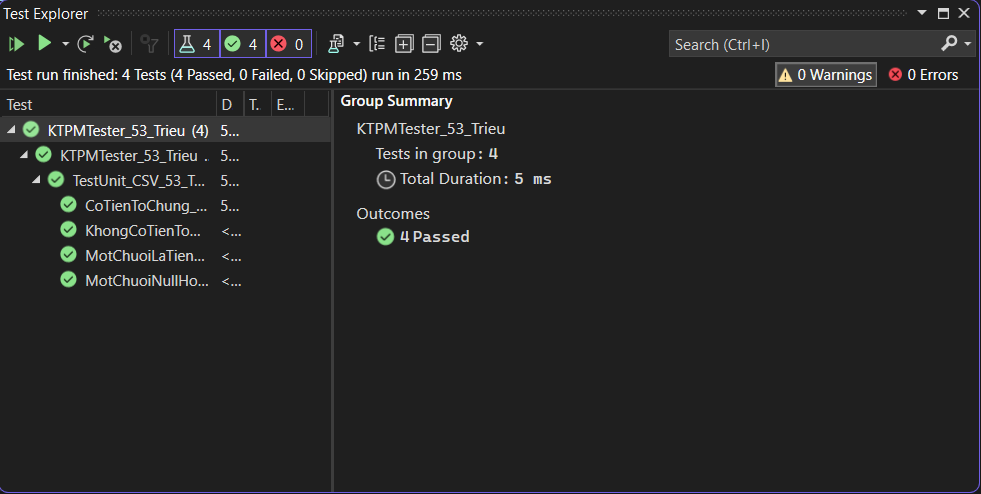 Test Explorer
4 4 0
Search (Ctrl+I)
Test run finished: 4 Tests (4 Passed, 0 Failed, 0 Skipped) run in 259 ms
0 Warnings
0 Errors
Test D T.. E...
Group Summary
KTPMTester_53_Trieu (4) 5...
KTPMTester_53_Trieu .. 5...
TestUnit_CSV_53_T... 5...
CoTienToChung_... 5...
KhongCoTienTo... <...
MotChuoiLaTien... <...
MotChuoiNullHo... <...
KTPMTester_53_Trieu
Tests in group: 4
Total Duration: 5 ms
Outcomes
4 Passed